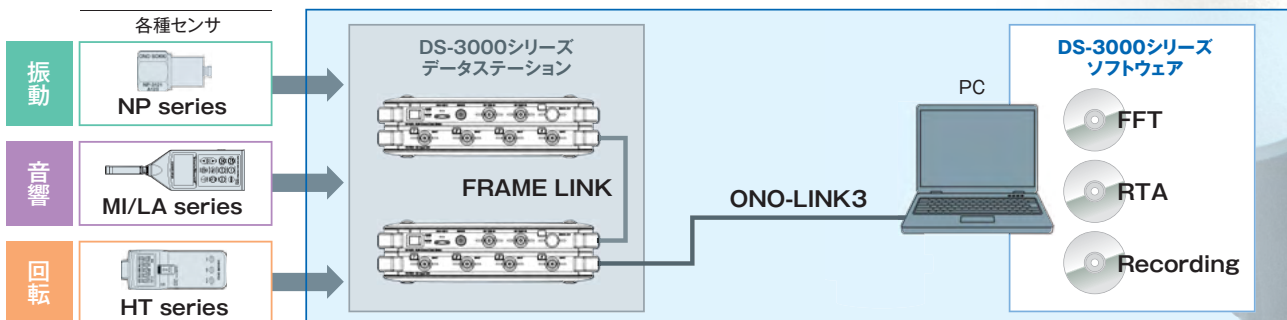 各種センサ
振動
NP series
音響
MI/LA series
回転
HT series
DS-3000シリーズ
データステーション
FRAME LINK
ONO-LINK3
PC
DS-3000シリーズ
ソフトウェア
FFT
RTA
Recording